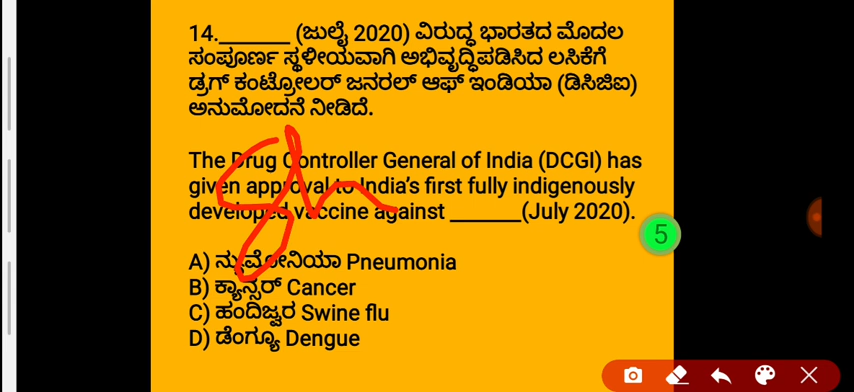 14._______ (ಜುಲೈ 2020) ವಿರುದ್ಧ ಭಾರತದ ಮೊದಲ
ಸಂಪೂರ್ಣ ಸ್ಥಳೀಯವಾಗಿ ಅಭಿವೃದ್ಧಿಪಡಿಸಿದ ಲಸಿಕೆಗೆ
ಡ್ರಗ್ ಕಂಟ್ರೋಲರ್ ಜನರಲ್ ಆಫ್ ಇಂಡಿಯಾ (ಡಿಸಿಜಿಐ)
ಅನುಮೋದನೆ ನೀಡಿದೆ.
The Drug Controller General of India (DCGI) has
given approval to India's first fully indigenously
developed vaccine against _______(July 2020).
5
A) ನ್ಯುಮೋನಿಯಾ Pneumonia
B) ಕ್ಯಾನ್ಸರ್ Cancer
C) ಹಂದಿಜ್ವರ Swine flu
D) ಡೆಂಗ್ಯೂ Dengue